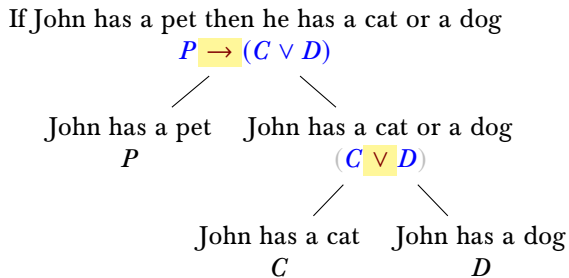 If John has a pet then he has a cat or a dog
P → (C ∨ D)
John has a pet John has a cat or a dog
P (C ∨ D)
John has a cat John has a dog
C D